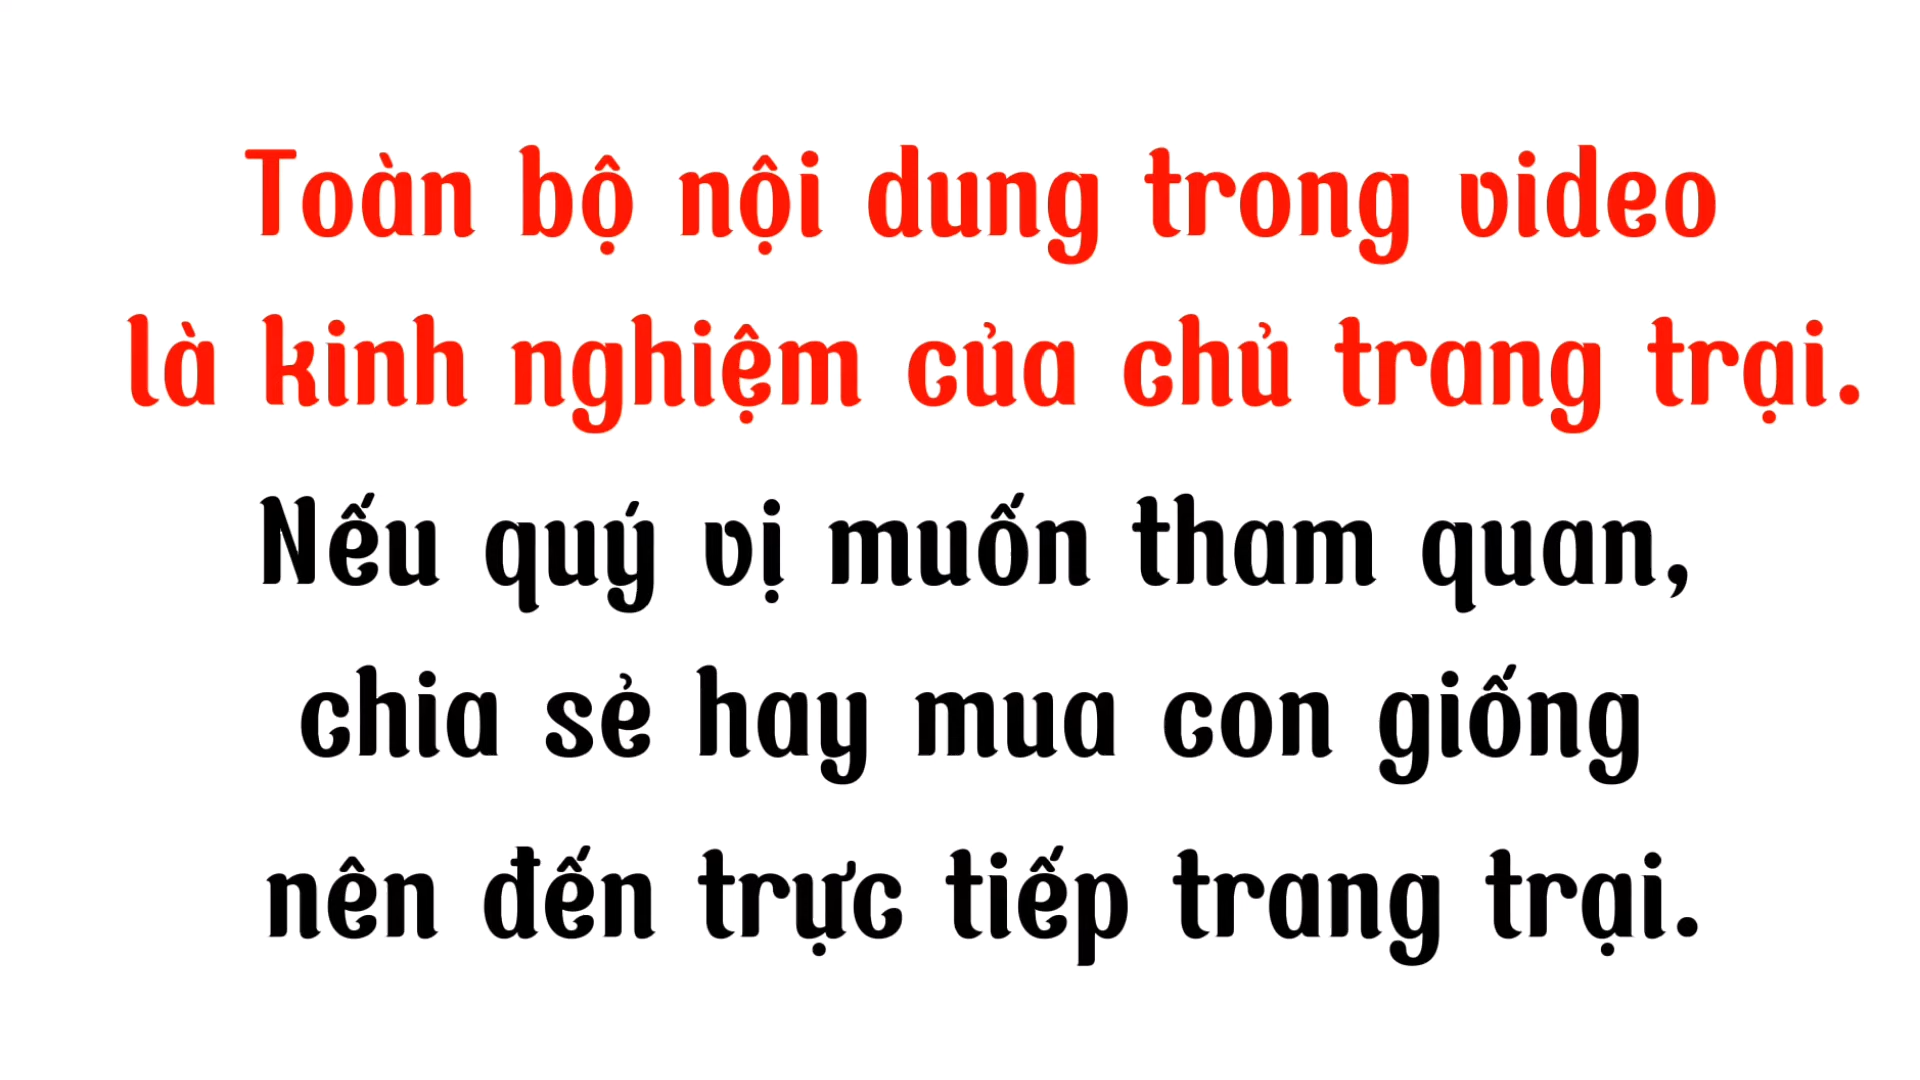 Toàn bộ nội dung trong video
là kinh nghiệm của chủ trang trại.
Nếu quý vị muốn tham quan,
chia sẻ hay mua con giống
nên đến trực tiếp trang trại.